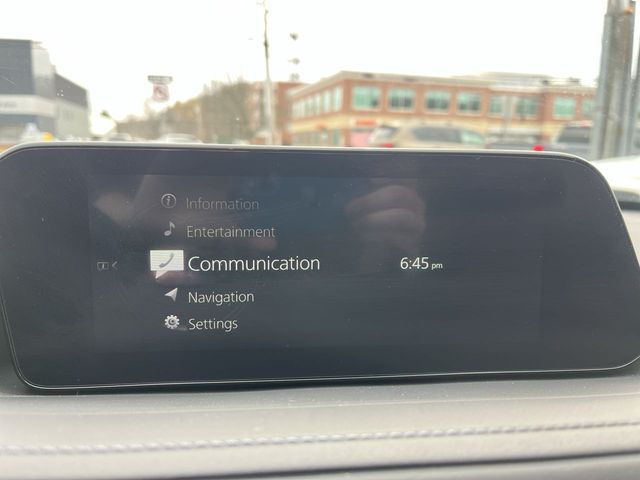 Information
Entertainment
Communication 6:45 pm
Navigation
Settings